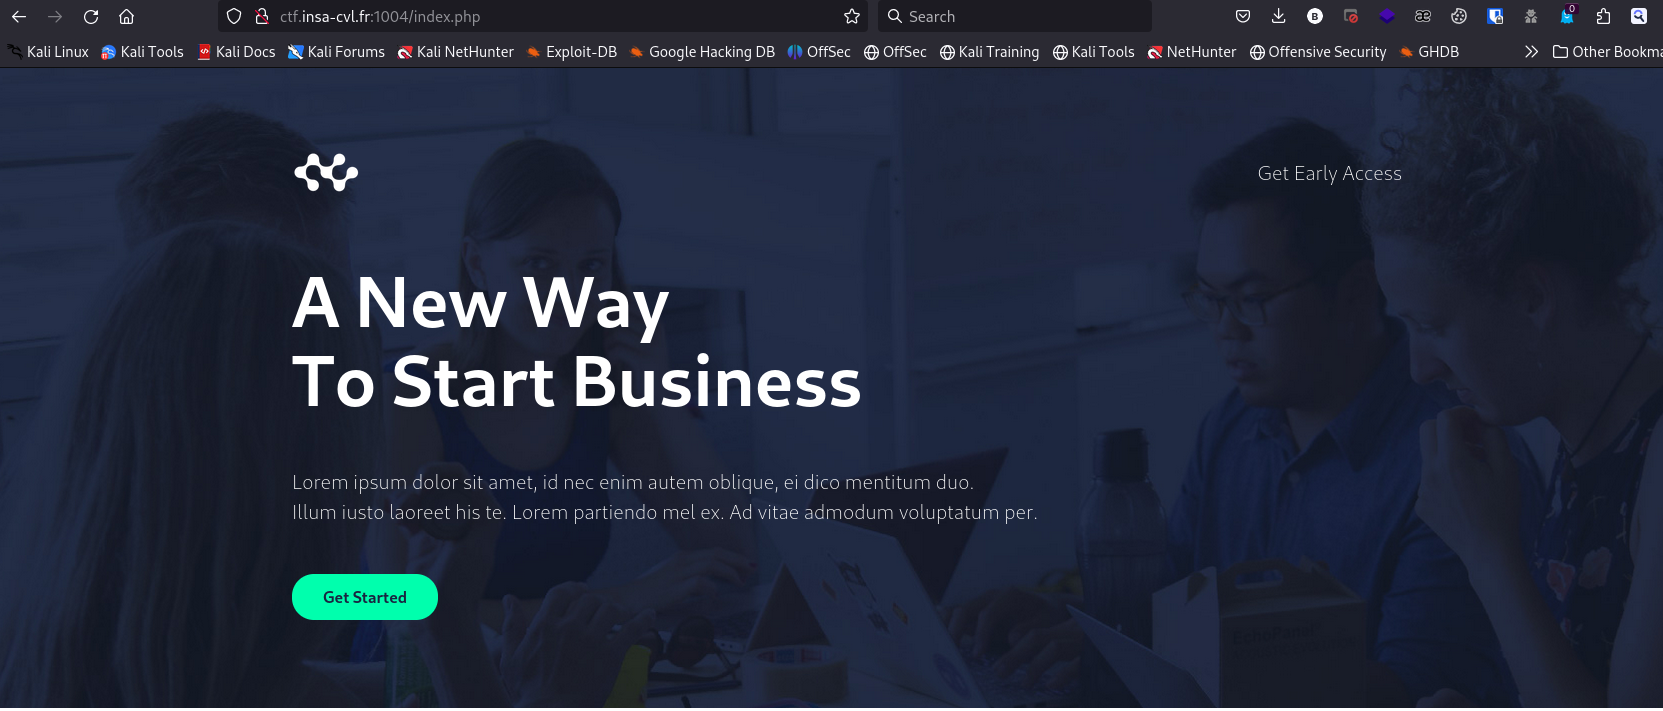 ctf.insa-cvl.fr:1004/index.php
Search
0
Kali Linux Kali Tools Kali Docs Kali Forums Kali NetHunter Exploit-DB Google Hacking DB OffSec OffSec Kali Training Kali Tools NetHunter Offensive Security GHDB Other Bookma
Get Early Access
A New Way
To Start Business
Lorem ipsum dolor sit amet, id nec enim autem oblique, ei dico mentitum duo.
Illum iusto laoreet his te. Lorem partiendo mel ex. Ad vitae admodum voluptatum per.
Get Started